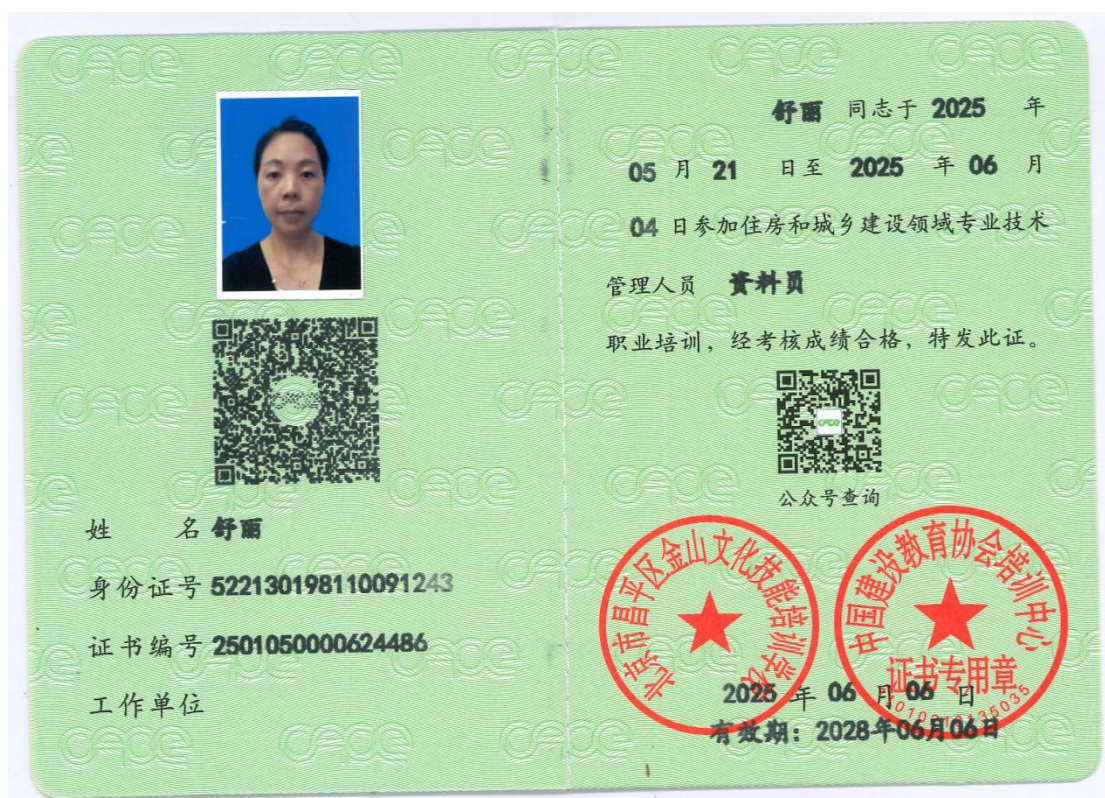 姓 名 舒丽
身份证号 522130198110091243
证书编号 2501050000624486
工作单位
舒丽 同志于 2025 年
05 月 21 日至 2025 年 06 月
04 日参加住房和城乡建设领域专业技术
管理人员 资料员
职业培训，经考核成绩合格，特发此证。
公众号查询
北京市昌平区金山文化技能培训学校
中国建设教育协会培训中心
证书专用章
2025 年 06 月 06 日
有效期：2028年06月06日